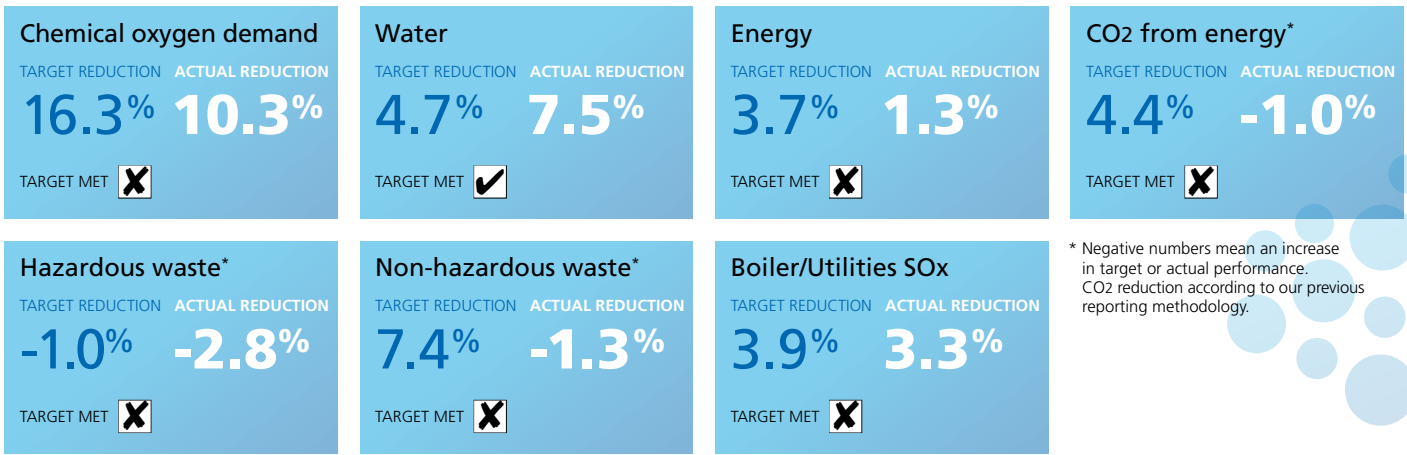 Chemical oxygen demand
TARGET REDUCTION ACTUAL REDUCTION
16.3% 10.3%
TARGET MET ✘
Water
TARGET REDUCTION ACTUAL REDUCTION
4.7% 7.5%
TARGET MET ✔
Energy
TARGET REDUCTION ACTUAL REDUCTION
3.7% 1.3%
TARGET MET ✘
CO2 from energy*
TARGET REDUCTION ACTUAL REDUCTION
4.4% -1.0%
TARGET MET ✘
Hazardous waste*
TARGET REDUCTION ACTUAL REDUCTION
-1.0% -2.8%
TARGET MET ✘
Non-hazardous waste*
TARGET REDUCTION ACTUAL REDUCTION
7.4% -1.3%
TARGET MET ✘
Boiler/Utilities SOx
TARGET REDUCTION ACTUAL REDUCTION
3.9% 3.3%
TARGET MET ✘
* Negative numbers mean an increase
in target or actual performance.
CO2 reduction according to our previous
reporting methodology.